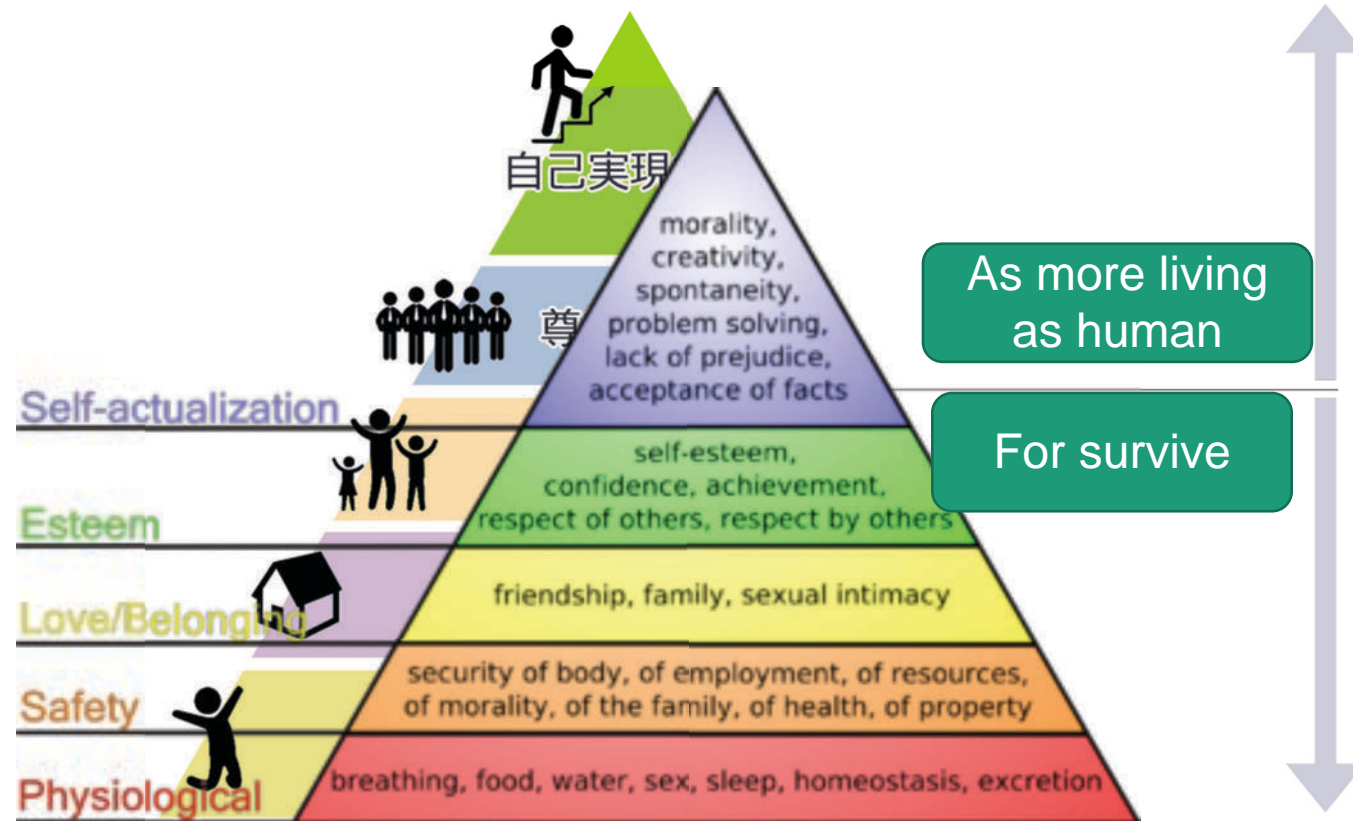 自己実現
尊
morality,
creativity,
spontaneity,
problem solving,
lack of prejudice,
acceptance of facts
As more living
as human
For survive
Self-actualization
self-esteem,
confidence, achievement,
respect of others, respect by others
Esteem
friendship, family, sexual intimacy
Love/Belonging
security of body, of employment, of resources,
of morality, of the family, of health, of property
Safety
breathing, food, water, sex, sleep, homeostasis, excretion
Physiological